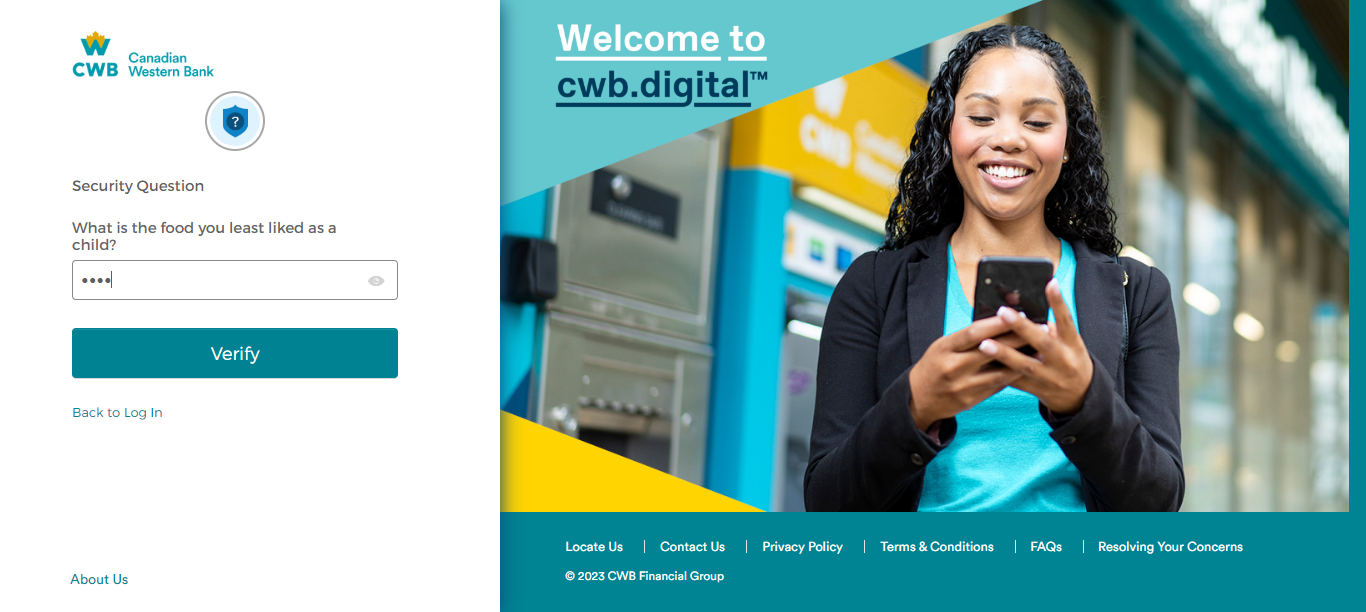 CWB
Canadian
Western Bank
?
Security Question
What is the food you least liked as a
child?
••••
Verify
Back to Log In
About Us
Welcome to
cwb.digital™
CWB
Locate Us
Contact Us
Privacy Policy
Terms & Conditions
FAQs
Resolving Your Concerns
© 2023 CWB Financial Group